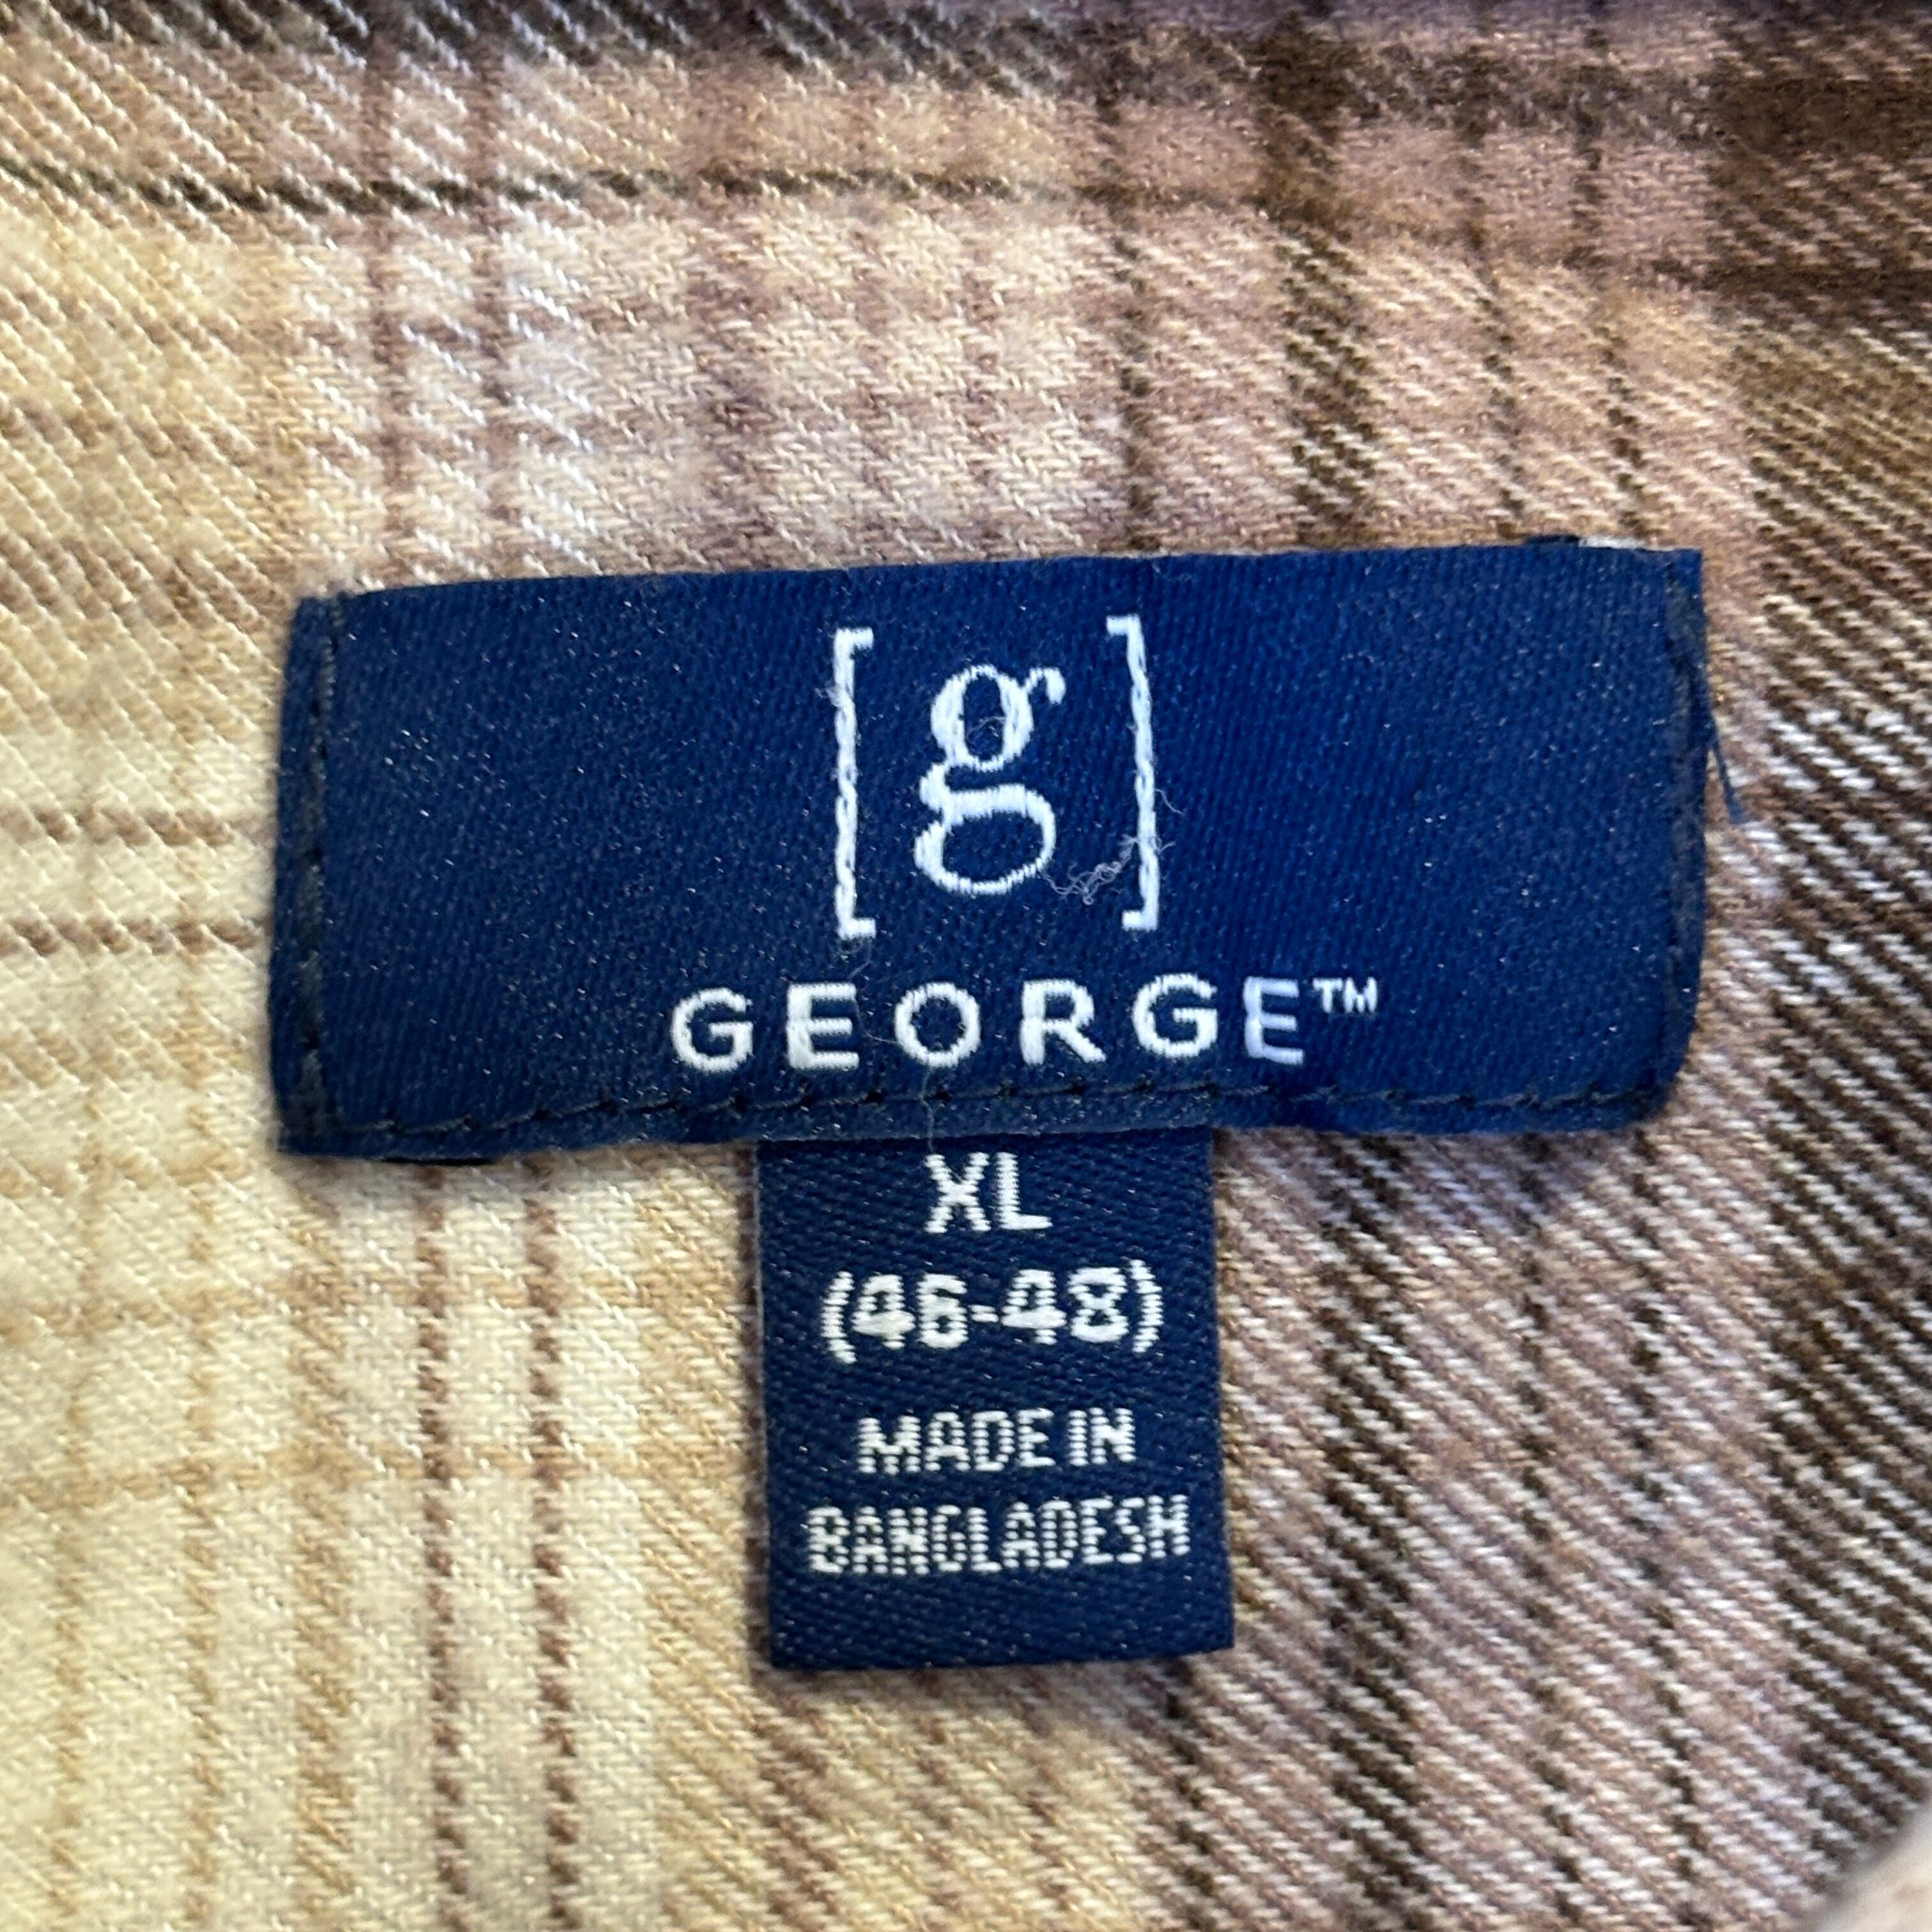 [g]
GEORGE™
XL
(46-48)
MADE IN
BANGLADESH